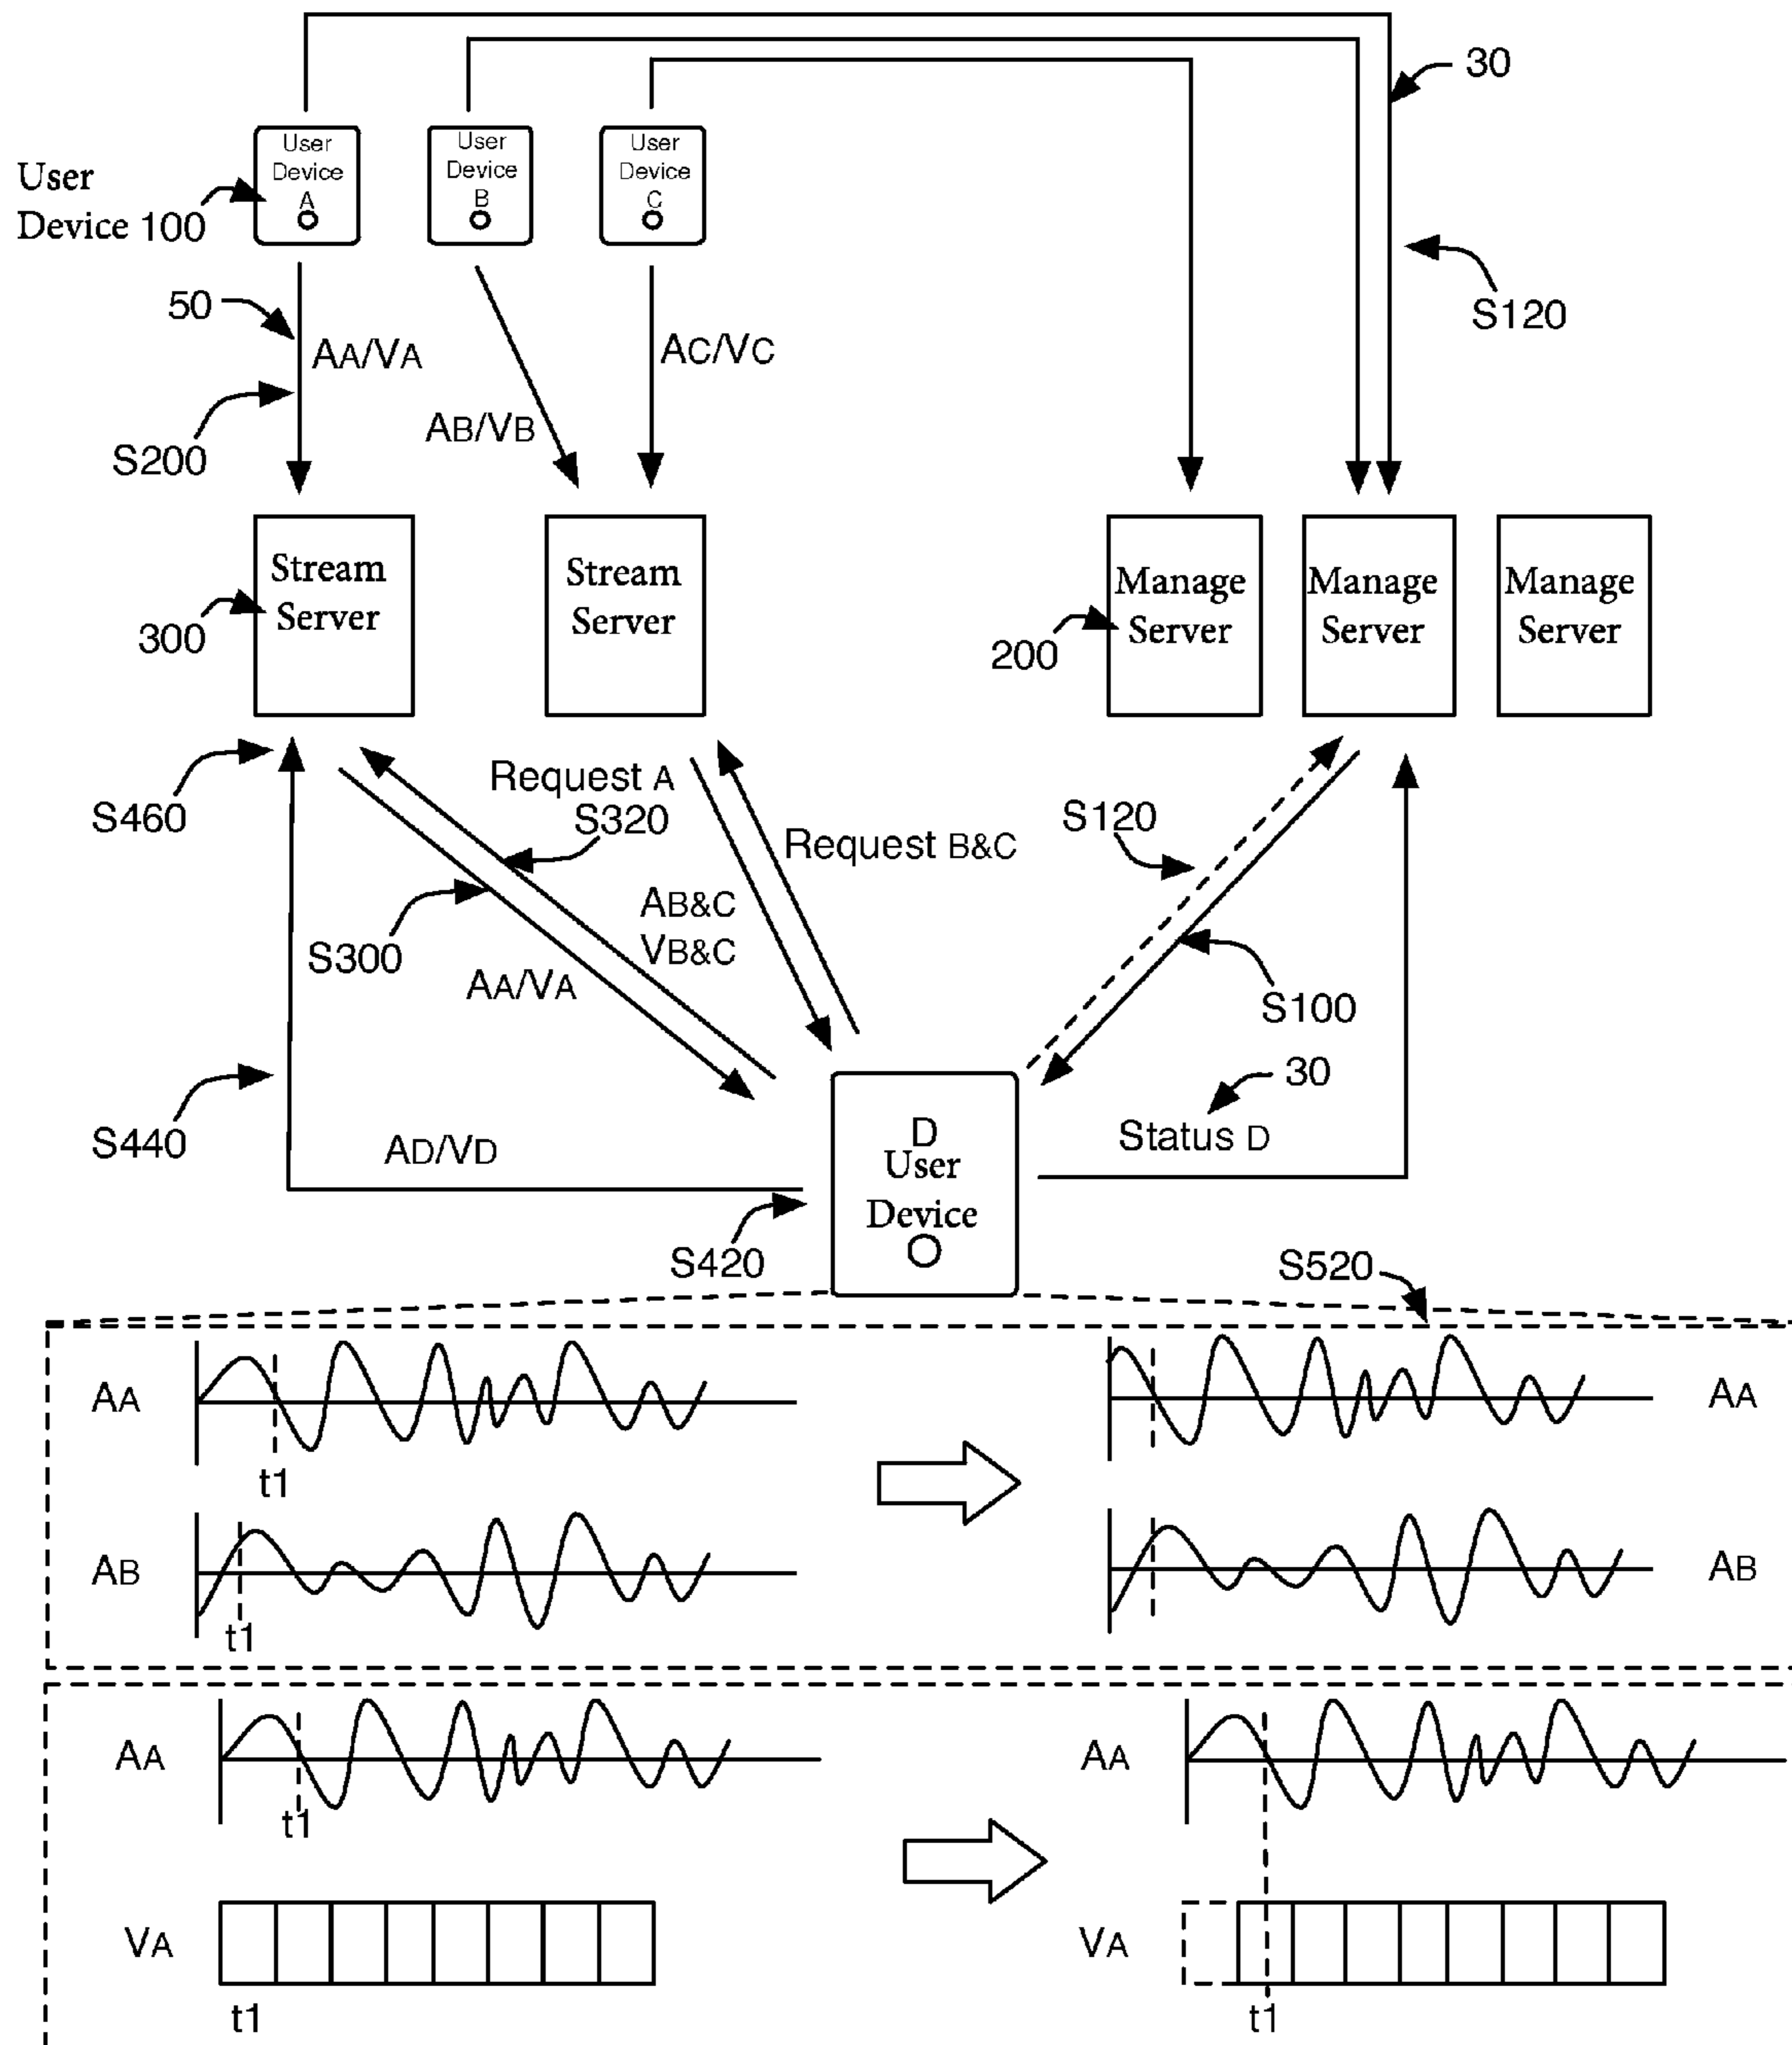 30
User
Device
A
User
Device
B
User
Device
C
User
Device 100
50
S120
AA/VA
AC/VC
AB/VB
S200
Stream
Server
Stream
Server
Manage
Server
Manage
Server
Manage
Server
300
200
Request A
S460
S320
S120
Request B&C
AB&C
VB&C
S300
AA/VA
S100
30
S440
AD/VD
D
User
Device
Status D
S420
S520
AA
AA
t1
AB
AB
t1
AA
AA
t1
VA
VA
t1
t1